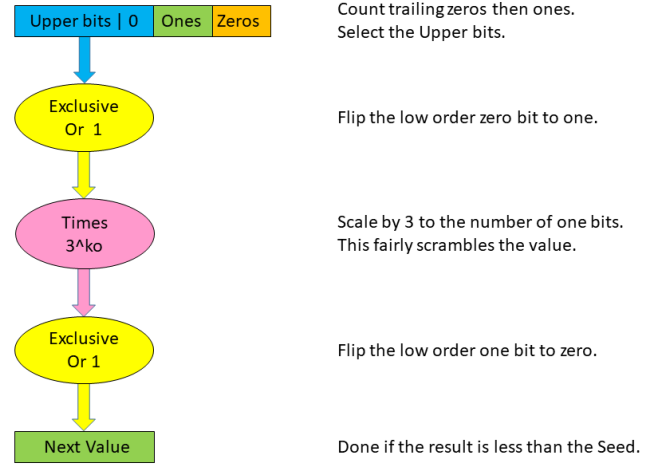 Upper bits | 0 Ones Zeros
Count trailing zeros then ones.
Select the Upper bits.
Exclusive
Or 1
Flip the low order zero bit to one.
Times
3^ko
Scale by 3 to the number of one bits.
This fairly scrambles the value.
Exclusive
Or 1
Flip the low order one bit to zero.
Next Value
Done if the result is less than the Seed.